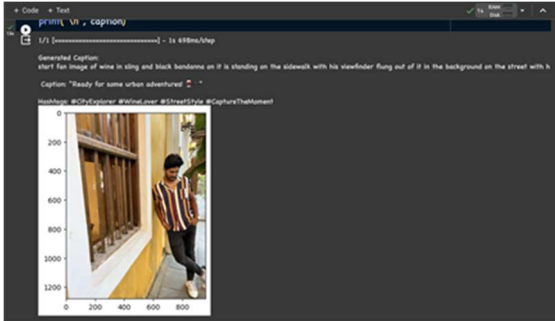 + Code + Text
1s RAM
Disk
print( "\n", caption)
1/1 [==============================] - 1s 698ms/step
Generated Caption:
start fan image of wine in sling and black bandanna on it is standing on the sidewalk with his viewfinder flung out of it in the background on the street with h
Caption: "Ready for some urban adventures! "
Hashtags: #CityExplorer #WineLover #StreetStyle #CaptureTheMoment
0
200
400
600
800
1000
1200
0 200 400 600 800